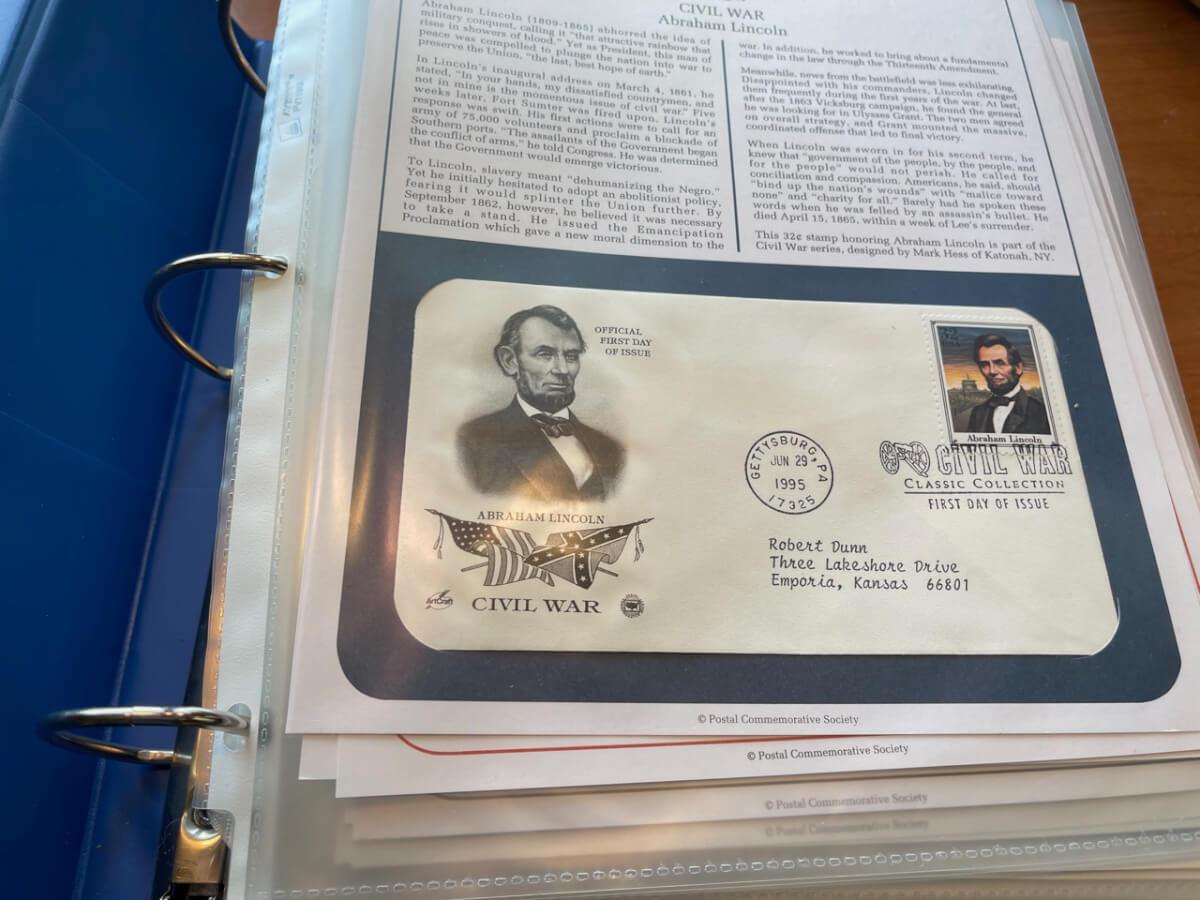 CIVIL WAR
Abraham Lincoln
Abraham Lincoln (1809-1865) abhorred the idea of
military conquest, calling it "that attractive rainbow that
rises in showers of blood." Yet as President, this man of
peace was compelled to plunge the nation into war to
preserve the Union, "the last, best hope of earth."
In Lincoln's inaugural address on March 4, 1861, he
stated, "In your hands, my dissatisfied countrymen, and
not in mine is the momentous issue of civil war." Five
weeks later, Fort Sumter was fired upon. Lincoln's
response was swift. His first actions were to call for an
army of 75,000 volunteers and proclaim a blockade of
Southern ports. "The assailants of the Government began
the conflict of arms," he told Congress. He was determined
that the Government would emerge victorious.
To Lincoln, slavery meant "dehumanizing the Negro."
Yet he initially hesitated to adopt an abolitionist policy,
fearing it would splinter the Union further. By
September 1862, however, he believed it was necessary
to take a stand. He issued the Emancipation
Proclamation which gave a new moral dimension to the
war. In addition, he worked to bring about a fundamental
change in the law through the Thirteenth Amendment.
Meanwhile, news from the battlefield was less exhilarating.
Disappointed with his commanders, Lincoln changed
them frequently during the first years of the war. At last,
after the 1863 Vicksburg campaign, he found the general
he was looking for in Ulysses Grant. The two men agreed
on overall strategy, and Grant mounted the massive,
coordinated offense that led to final victory.
When Lincoln was sworn in for his second term, he
knew that "government of the people, by the people, and
for the people" would not perish. He called for
conciliation and compassion. Americans, he said, should
"bind up the nation's wounds" with "malice toward
none" and "charity for all." Barely had he spoken these
words when he was felled by an assassin's bullet. He
died April 15, 1865, within a week of Lee's surrender.
This 32¢ stamp honoring Abraham Lincoln is part of the
Civil War series, designed by Mark Hess of Katonah, NY.
OFFICIAL
FIRST DAY
OF ISSUE
ABRAHAM LINCOLN
ArtCraft
CIVIL WAR
GETTYSBURG, PA
JUN 29
1995
17325
32
Abraham Lincoln
CIVIL WAR
CLASSIC COLLECTION
FIRST DAY OF ISSUE
Robert Dunn
Three Lakeshore Drive
Emporia, Kansas 66801
© Postal Commemorative Society
© Postal Commemorative Society
© Postal Commemorative Society
© Postal Commemorative Society